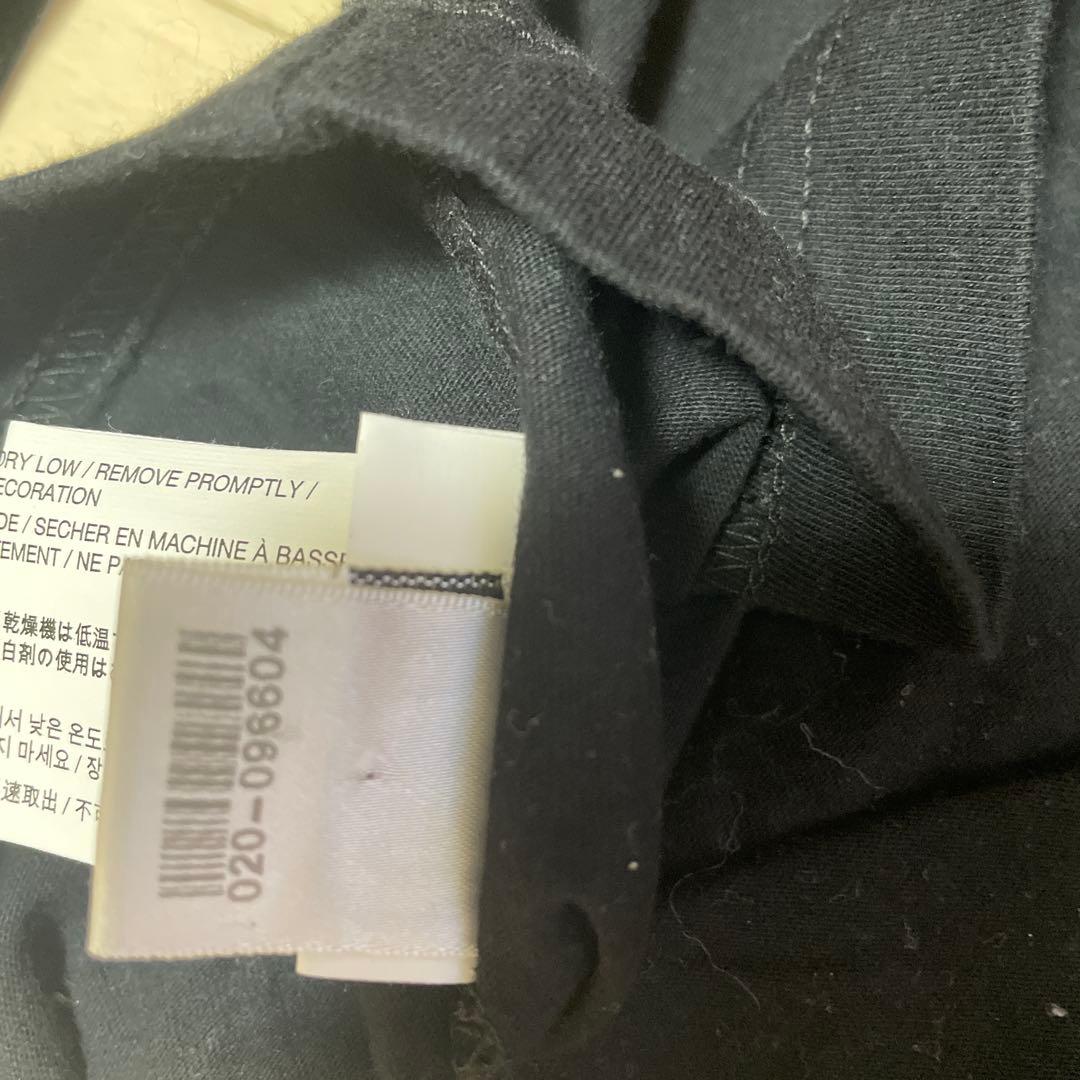 DRY LOW / REMOVE PROMPTLY /
ECORATION
DE / SECHER EN MACHINE À BASSE
TEMENT / NE PA
乾燥機は低温
白剤の使用は
서 낮은 온도
지 마세요 / 장
速取出 / 不可
020-096604